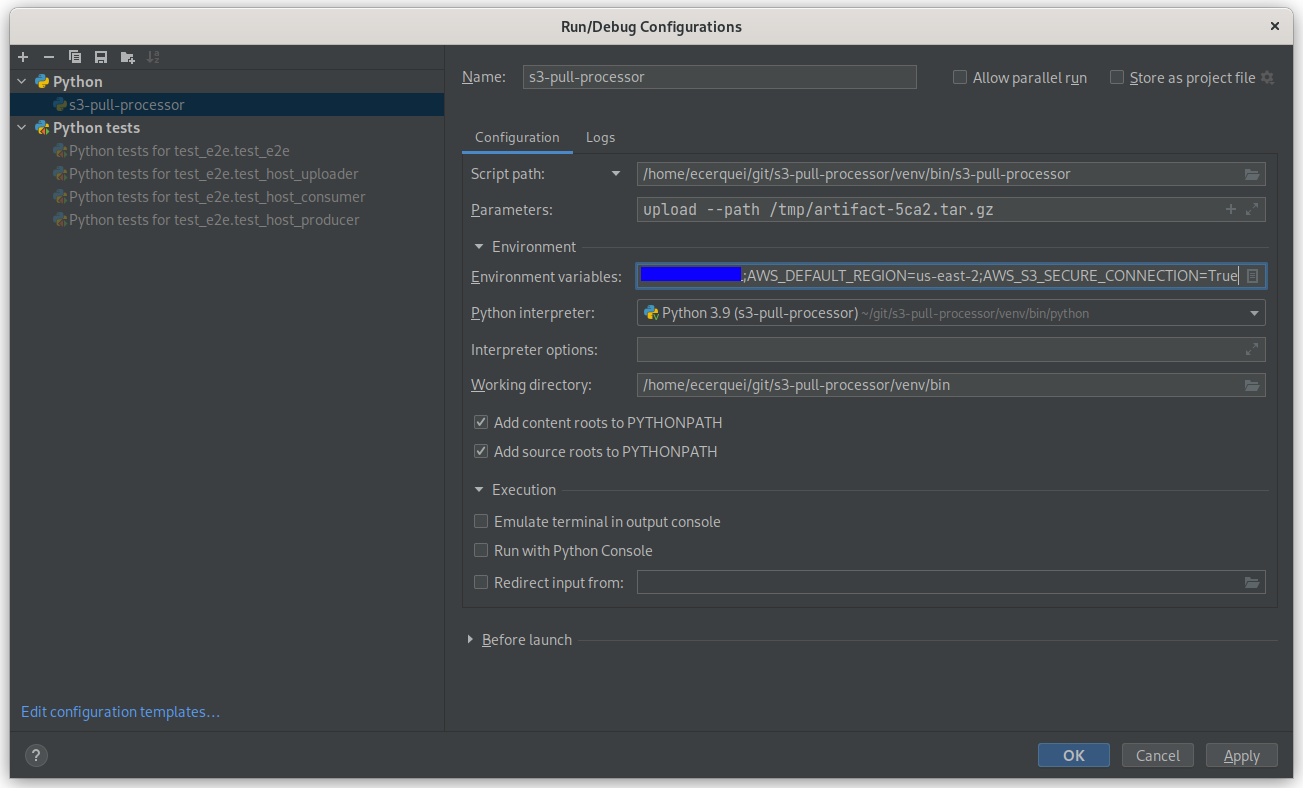 Run/Debug Configurations
Python
s3-pull-processor
Python tests
Python tests for test_e2e.test_e2e
Python tests for test_e2e.test_host_uploader
Python tests for test_e2e.test_host_consumer
Python tests for test_e2e.test_host_producer
Edit configuration templates...
Name: s3-pull-processor
Allow parallel run
Store as project file
Configuration Logs
Script path: /home/ecerquei/git/s3-pull-processor/venv/bin/s3-pull-processor
Parameters: upload --path /tmp/artifact-5ca2.tar.gz
Environment
Environment variables: ;AWS_DEFAULT_REGION=us-east-2;AWS_S3_SECURE_CONNECTION=True
Python interpreter: Python 3.9 (s3-pull-processor) ~/git/s3-pull-processor/venv/bin/python
Interpreter options:
Working directory: /home/ecerquei/git/s3-pull-processor/venv/bin
Add content roots to PYTHONPATH
Add source roots to PYTHONPATH
Execution
Emulate terminal in output console
Run with Python Console
Redirect input from:
Before launch
? OK Cancel Apply